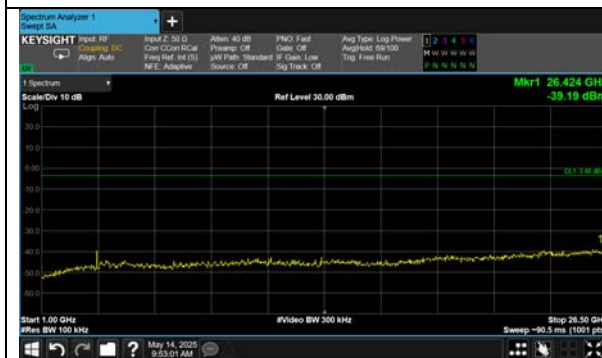 Spectrum Analyzer 1
Swept SA
+
KEYSIGHT
Input: RF
Coupling: DC
Align: Auto
Input Z: 50 Ω
Corr CCorr RCal
Freq Ref: Int (S)
NFE: Adaptive
Atten: 40 dB
Preamp: Off
µW Path: Standard
Source: Off
PNO: Fast
Gate: Off
IF Gain: Low
Sig Track: Off
Avg Type: Log-Power
Avg|Hold: 69/100
Trig: Free Run
1 2 3 4 5 6
M W W W W W
P N N N N N
1 Spectrum
Scale/Div 10 dB
Ref Level 30.00 dBm
Mkr1 26.424 GH
-39.19 dBm
Log
20.0
10.0
0.00
-10.0
-20.0
-30.0
-40.0
-50.0
-60.0
1
Start 1.00 GHz
#Res BW 100 kHz
#Video BW 300 kHz
Stop 26.50 GH
Sweep ~90.5 ms (1001 pts
?
May 14, 2025
9:53:01 AM